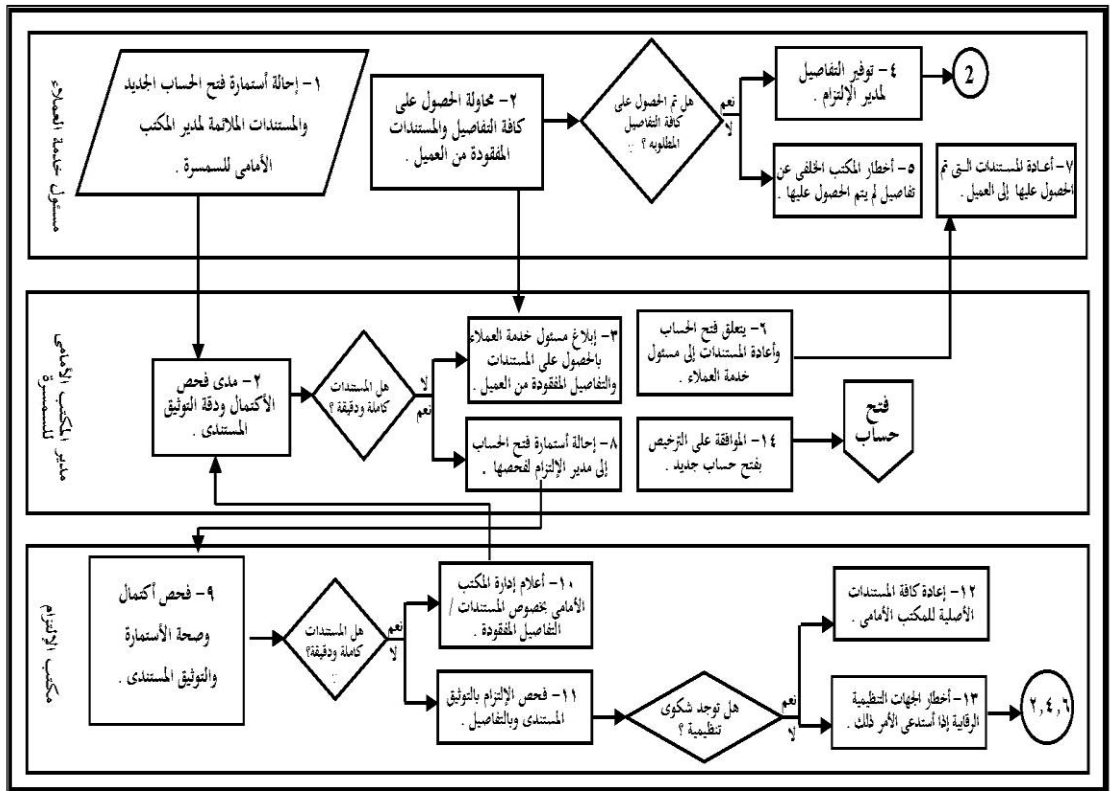 مسئول خدمة العملاء
١- إحالة أستمارة فتح الحساب الجديد
والمستندات الملائمة لمدير المكتب
الأمامى للسمسرة .
٢- محاولة الحصول على
كافة التفاصيل والمستندات
المفقودة من العميل .
هل تم الحصول على
كافة التفاصيل
المطلوبه ؟
نعم
لا
٤- توفير التفاصيل
لمدير الإلتزام .
2
٥- أخطار المكتب الخلفى عن
تفاصيل لم يتم الحصول عليها .
٧- أعادة المستندات التى تم
الحصول عليها إلى العميل .
مدير المكتب الأمامى
للسمسرة
٢- مدى فحص
الأكتمال ودقة التوثيق
المستندى .
هل المستندات
كاملة ودقيقة ؟
لا
نعم
٣- إبلاغ مسئول خدمة العملاء
بالحصول على المستندات
والتفاصيل المفقودة من العميل .
٦- يتعلق فتح الحساب
وأعادة المستندات إلى مسئول
خدمة العملاء .
٨- إحالة أستمارة فتح الحساب
إلى مدير الإلتزام لفحصها .
١٤- الموافقة على الترخيص
بفتح حساب جديد .
فتح
حساب
مكتب الإلتزام
٩- فحص أكتمال
وصحة الأستمارة
والتوثيق المستندى .
هل المستندات
كاملة ودقيقة؟
نعم
لا
١٠- أعلام إدارة المكتب
الأمامى بخصوص المستندات /
التفاصيل المفقودة .
١١- فحص الإلتزام بالتوثيق
المستندى وبالتفاصيل .
هل توجد شكوى
تنظيمية ؟
نعم
لا
١٢- إعادة كافة المستندات
الأصلية للمكتب الأمامى .
١٣- أخطار الجهات التنظيمية
الرقابية إذا أستدعى الأمر ذلك .
٢,٤,٦